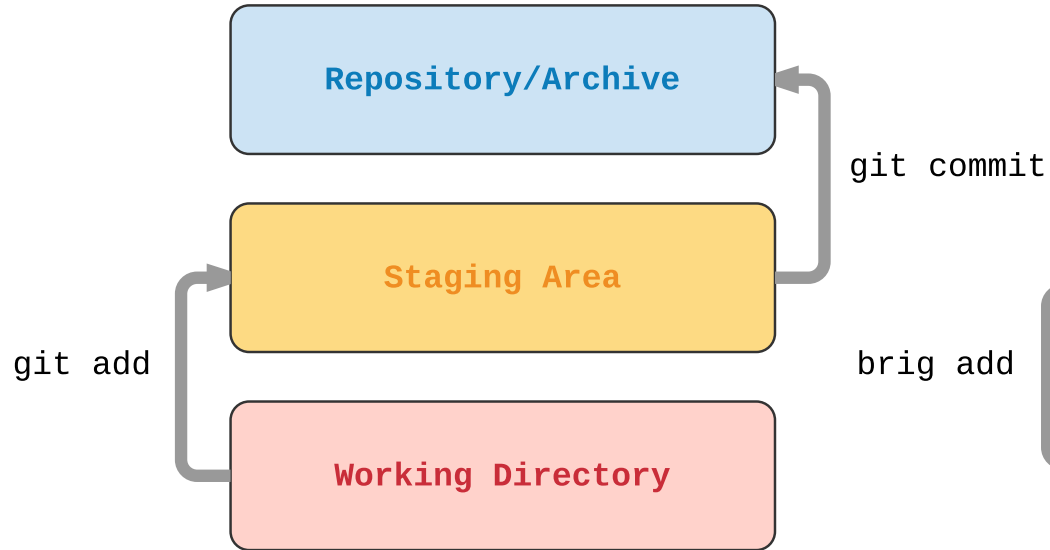 Repository/Archive
git commit
Staging Area
git add
brig add
Working Directory